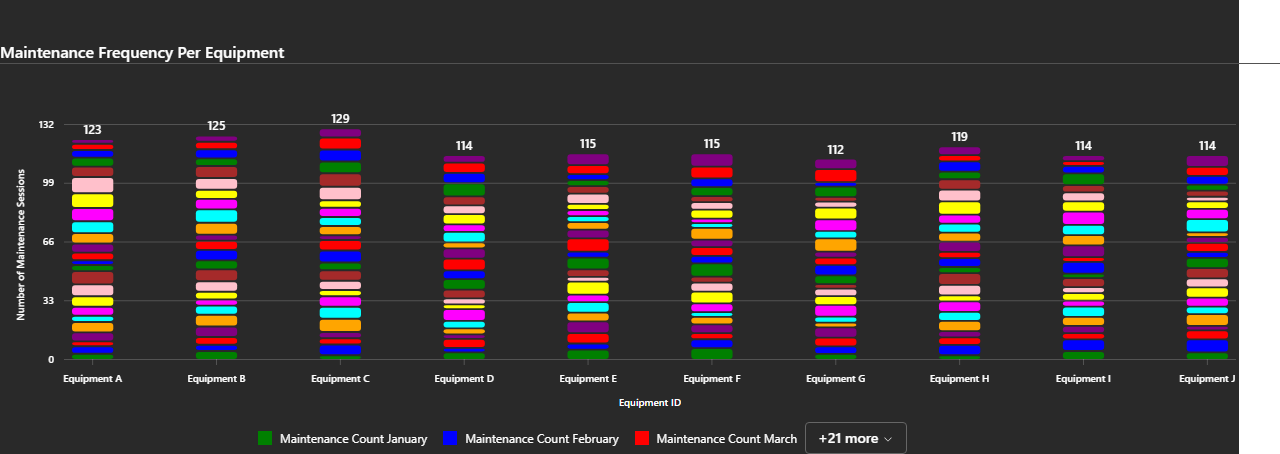 Maintenance Frequency Per Equipment
Number of Maintenance Sessions
132
99
66
33
0
123
125
129
114
115
115
112
119
114
114
Equipment A
Equipment B
Equipment C
Equipment D
Equipment E
Equipment F
Equipment G
Equipment H
Equipment I
Equipment J
Equipment ID
Maintenance Count January
Maintenance Count February
Maintenance Count March
+21 more